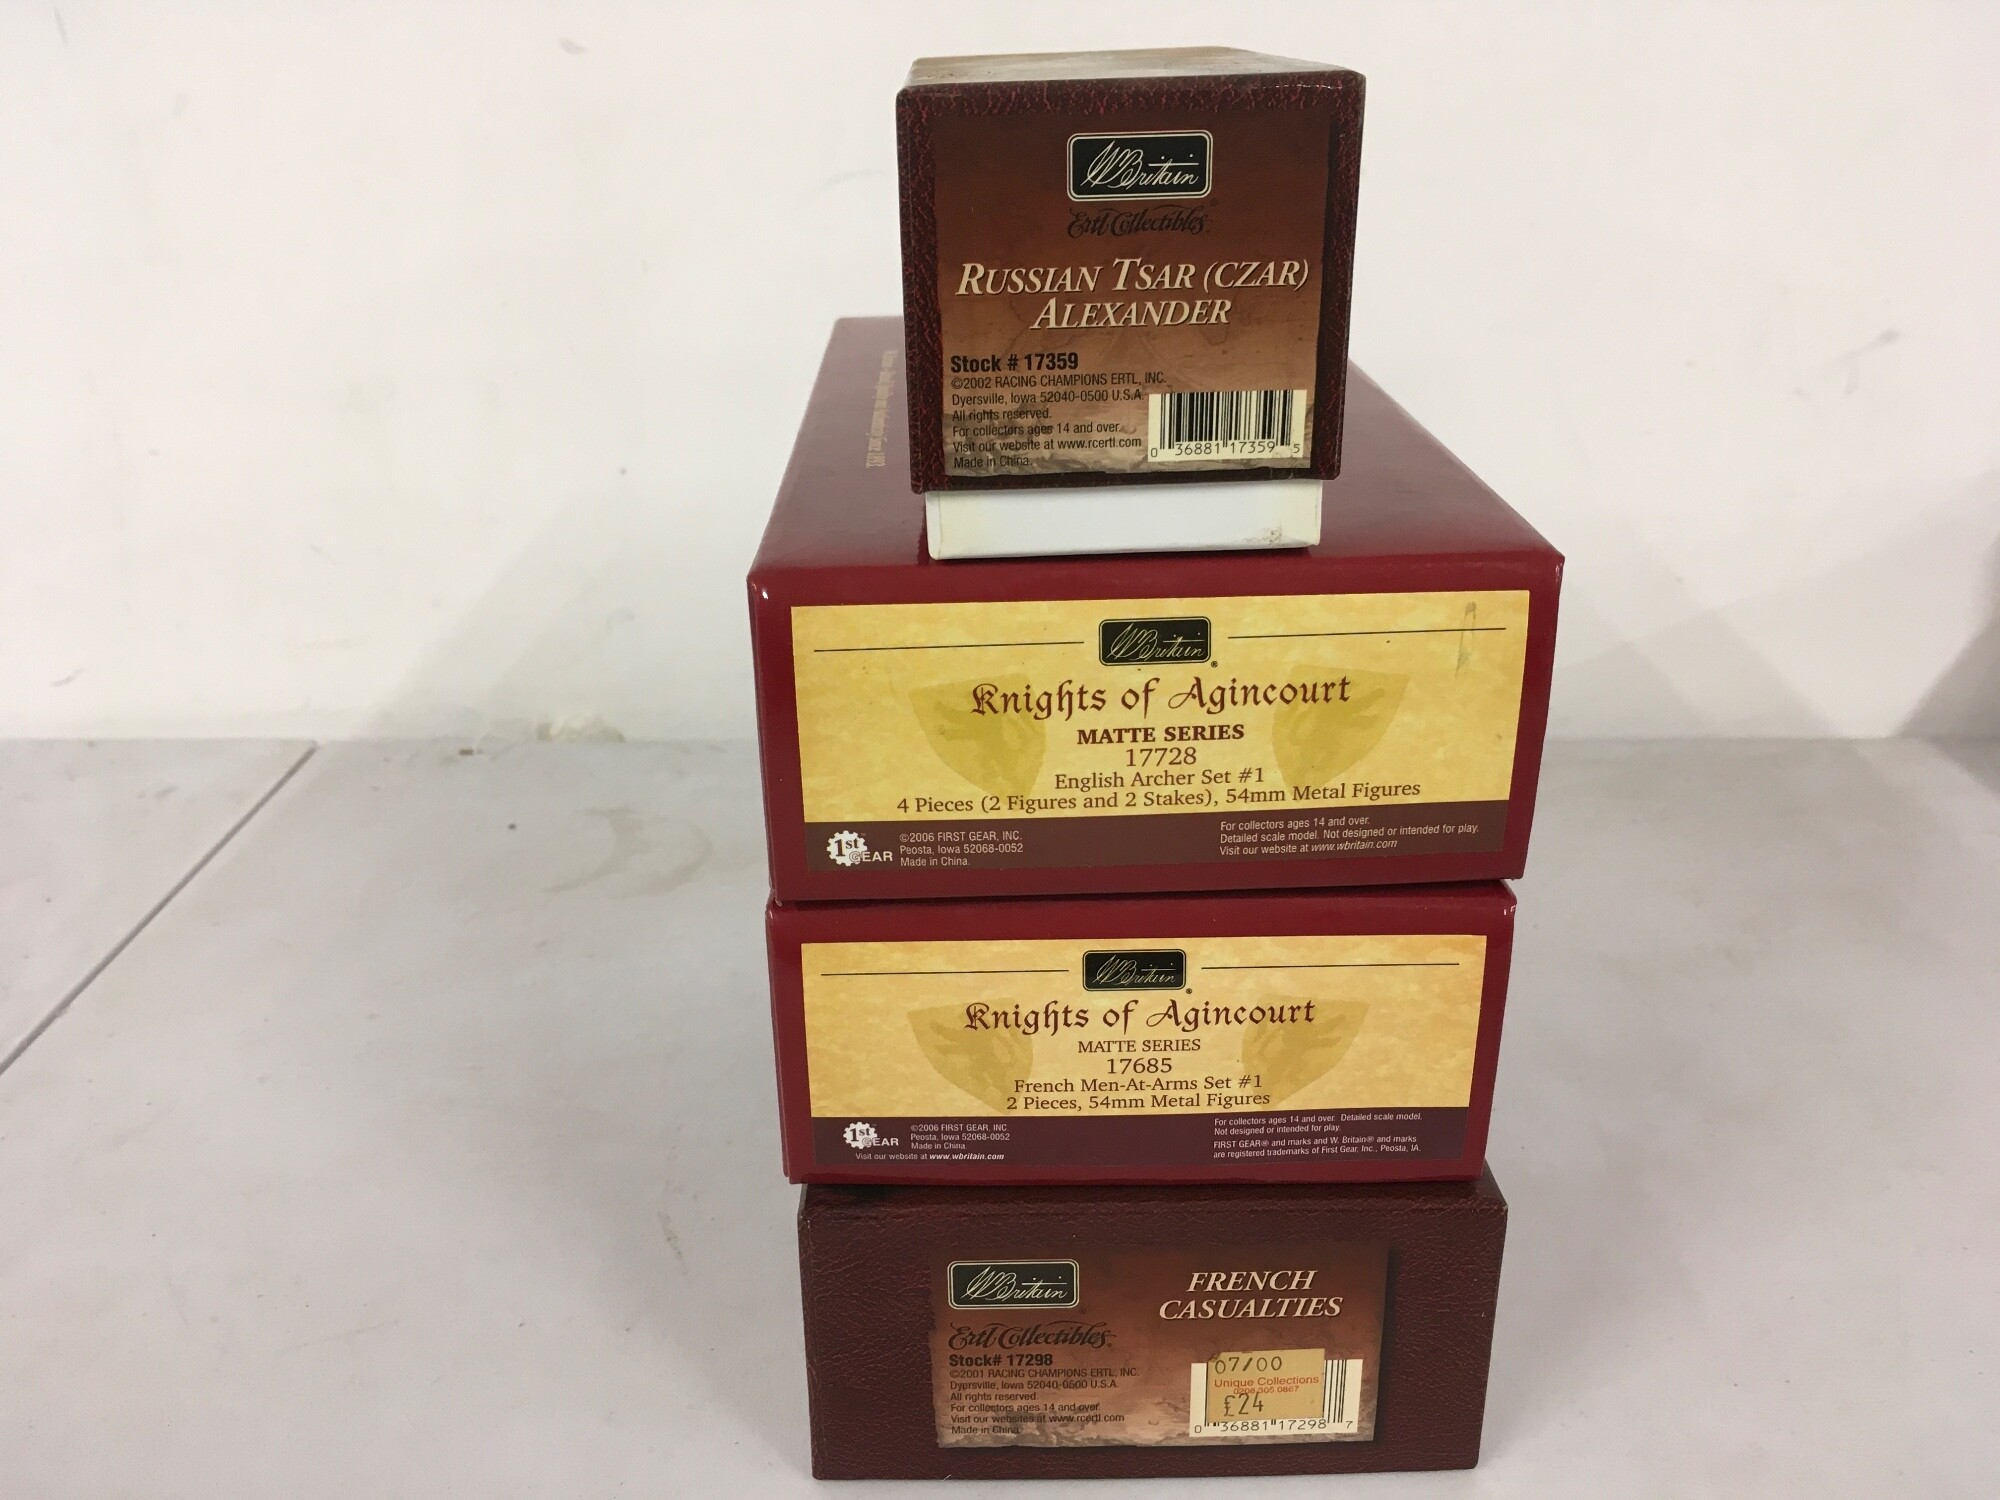 W Britain
Ertl Collectibles®
RUSSIAN TSAR (CZAR)
ALEXANDER
Stock # 17359
©2002 RACING CHAMPIONS ERTL, INC.
Dyersville, Iowa 52040-0500 U.S.A.
All rights reserved.
For collectors ages 14 and over.
Visit our website at www.rcertl.com
Made in China.
0 36881 17359 5
W Britain®
Knights of Agincourt
MATTE SERIES
17728
English Archer Set #1
4 Pieces (2 Figures and 2 Stakes), 54mm Metal Figures
1st GEAR
©2006 FIRST GEAR, INC.
Peosta, Iowa 52068-0052
Made in China.
For collectors ages 14 and over.
Detailed scale model. Not designed or intended for play.
Visit our website at www.wbritain.com
W Britain®
Knights of Agincourt
MATTE SERIES
17685
French Men-At-Arms Set #1
2 Pieces, 54mm Metal Figures
1st GEAR
©2006 FIRST GEAR, INC.
Peosta, Iowa 52068-0052
Made in China
Visit our website at www.wbritain.com
For collectors ages 14 and over. Detailed scale model.
Not designed or intended for play.
FIRST GEAR® and marks and W. Britain® and marks
are registered trademarks of First Gear, Inc., Peosta, IA.
W Britain
Ertl Collectibles
Stock# 17298
©2001 RACING CHAMPIONS ERTL, INC.
Dyersville, Iowa 52040-0500 U.S.A.
All rights reserved
For collectors ages 14 and over
Visit our websites at www.rcertl.com
Made in China
FRENCH
CASUALTIES
07/00
Unique Collections
0208 305 0867
£24
0 36881 17298 7